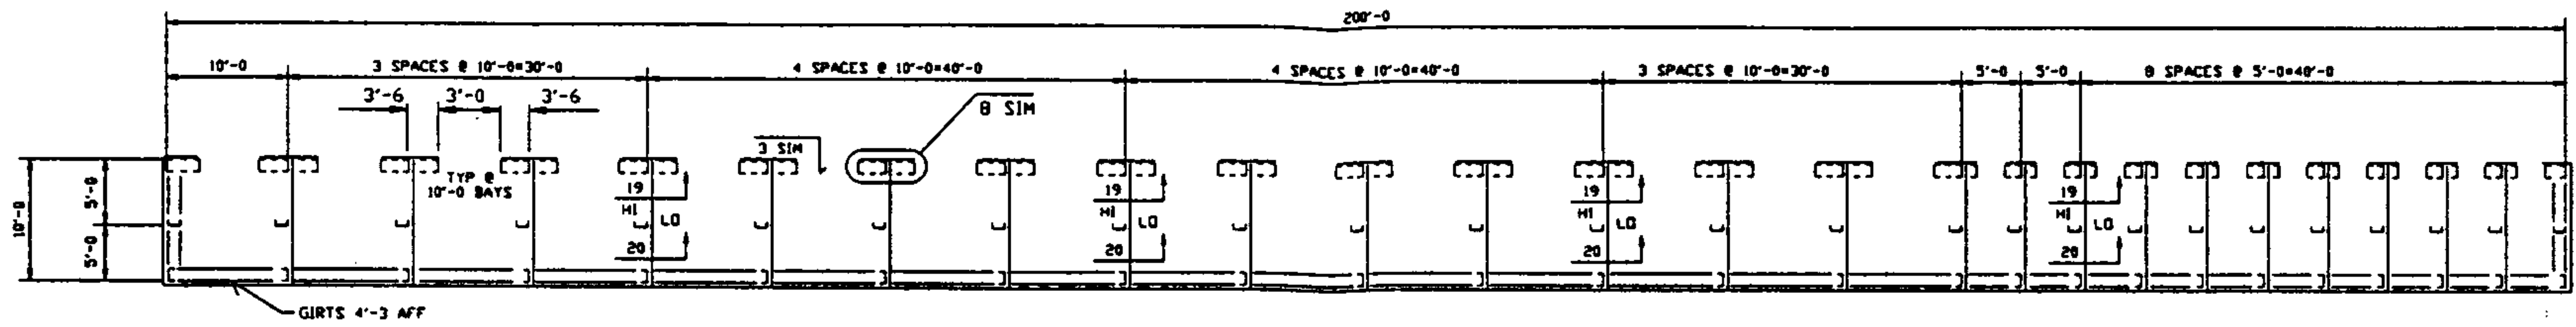 200'-0
10'-0
3 SPACES @ 10'-0=30'-0
4 SPACES @ 10'-0=40'-0
4 SPACES @ 10'-0=40'-0
3 SPACES @ 10'-0=30'-0
5'-0
5'-0
8 SPACES @ 5'-0=40'-0
3'-6
3'-0
3'-6
8 SIM
3 SIM
TYP @
10'-0 BAYS
10'-0
5'-0
5'-0
19
HI
LO
20
19
HI
LO
20
19
HI
LO
20
19
HI
LO
20
GIRTS 4'-3 AFF